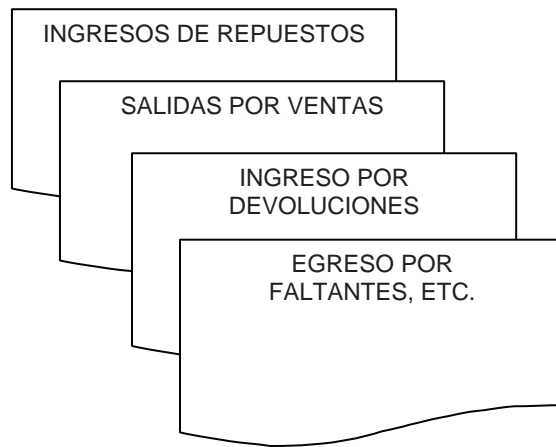 INGRESOS DE REPUESTOS
SALIDAS POR VENTAS
INGRESO POR
DEVOLUCIONES
EGRESO POR
FALTANTES, ETC.